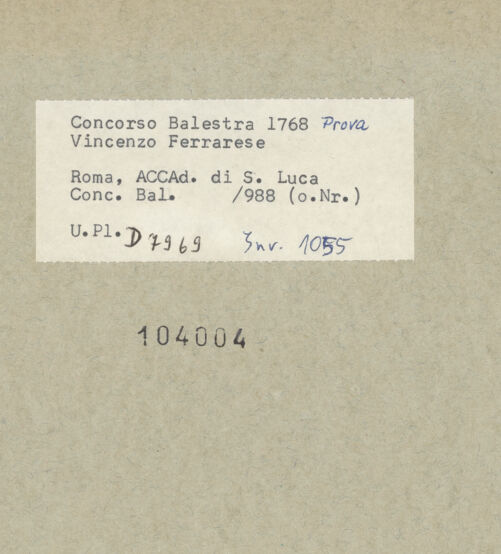 Concorso Balestra 1768 Prova
Vincenzo Ferrarese
Roma, ACCAd. di S. Luca
Conc. Bal. /988 (o.Nr.)
U.Pl. D 7969 Inv. 1055
104004